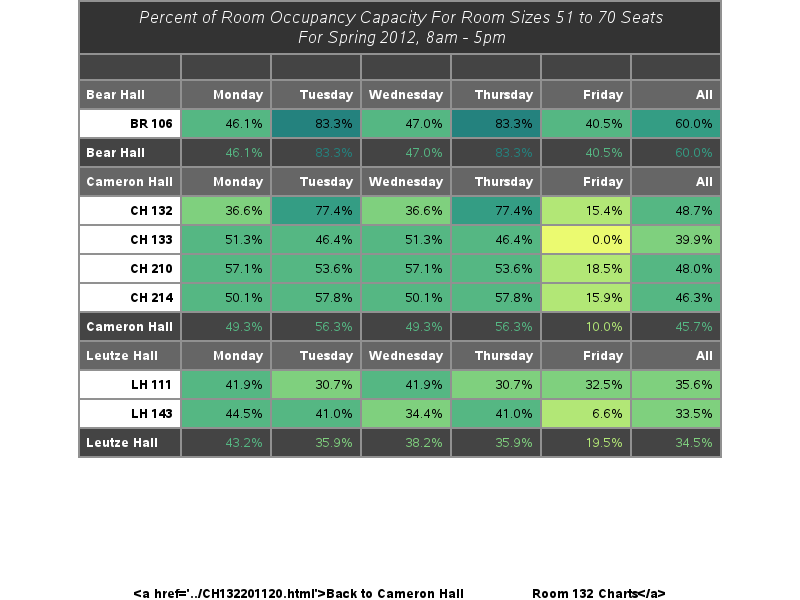 Percent of Room Occupancy Capacity For Room Sizes 51 to 70 Seats
For Spring 2012, 8am - 5pm
Bear Hall Monday Tuesday Wednesday Thursday Friday All
BR 106 46.1% 83.3% 47.0% 83.3% 40.5% 60.0%
Bear Hall 46.1% 83.3% 47.0% 83.3% 40.5% 60.0%
Cameron Hall Monday Tuesday Wednesday Thursday Friday All
CH 132 36.6% 77.4% 36.6% 77.4% 15.4% 48.7%
CH 133 51.3% 46.4% 51.3% 46.4% 0.0% 39.9%
CH 210 57.1% 53.6% 57.1% 53.6% 18.5% 48.0%
CH 214 50.1% 57.8% 50.1% 57.8% 15.9% 46.3%
Cameron Hall 49.3% 56.3% 49.3% 56.3% 10.0% 45.7%
Leutze Hall Monday Tuesday Wednesday Thursday Friday All
LH 111 41.9% 30.7% 41.9% 30.7% 32.5% 35.6%
LH 143 44.5% 41.0% 34.4% 41.0% 6.6% 33.5%
Leutze Hall 43.2% 35.9% 38.2% 35.9% 19.5% 34.5%
<a href='../CH132201120.html'>Back to Cameron Hall Room 132 Charts</a>